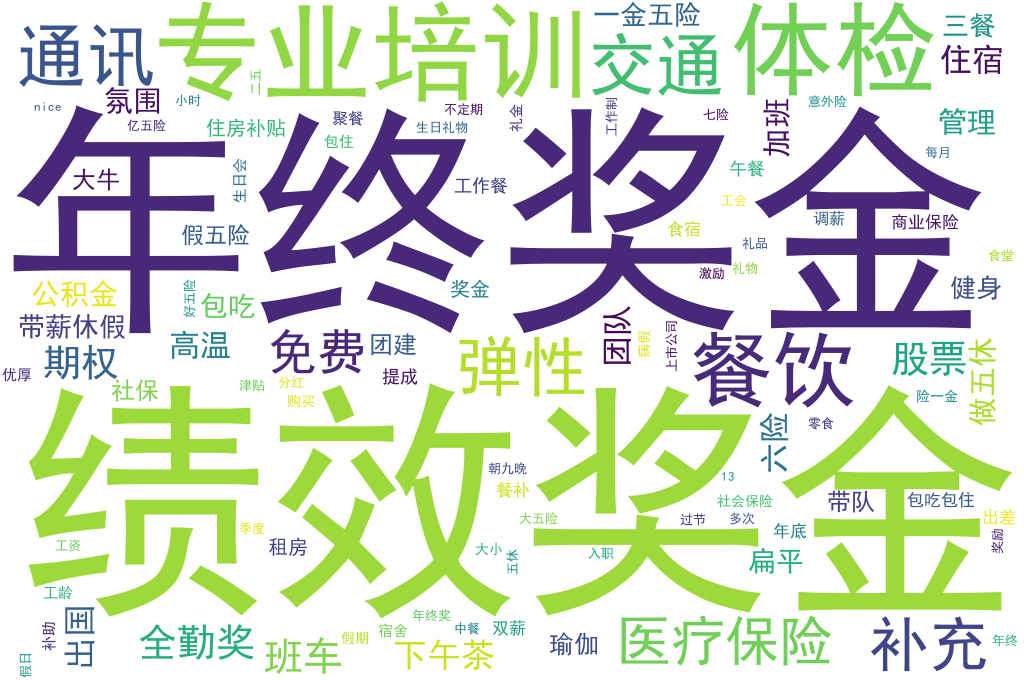 通讯
专业培训
一金五险
交通
体检
三餐
住宿
nice
氛围
二五
小时
亿五险
住房补贴
聚餐
包住
不定期
生日礼物
礼金
工作制
七险
加班
意外险
管理
每月
年终奖金
大牛
生日会
工作餐
午餐
工会
调薪
商业保险
假五险
食宿
礼品
食堂
激励
礼物
公积金
好五险
包吃
奖金
健身
带薪休假
期权
高温
免费
团建
弹性
团队
病假
上市公司
餐饮
股票
做五休
优厚
社保
津贴
分红
购买
提成
险一金
零食
六险
绩效奖金
朝九晚
餐补
13
社会保险
带队
包吃包住
出差
大五险
过节
多次
年底
奖励
季度
工资
租房
大小
五休
入职
扁平
工龄
补助
出国
全勤奖
班车
假期
宿舍
年终奖
中餐
双薪
下午茶
瑜伽
医疗保险
补充
年终
假日